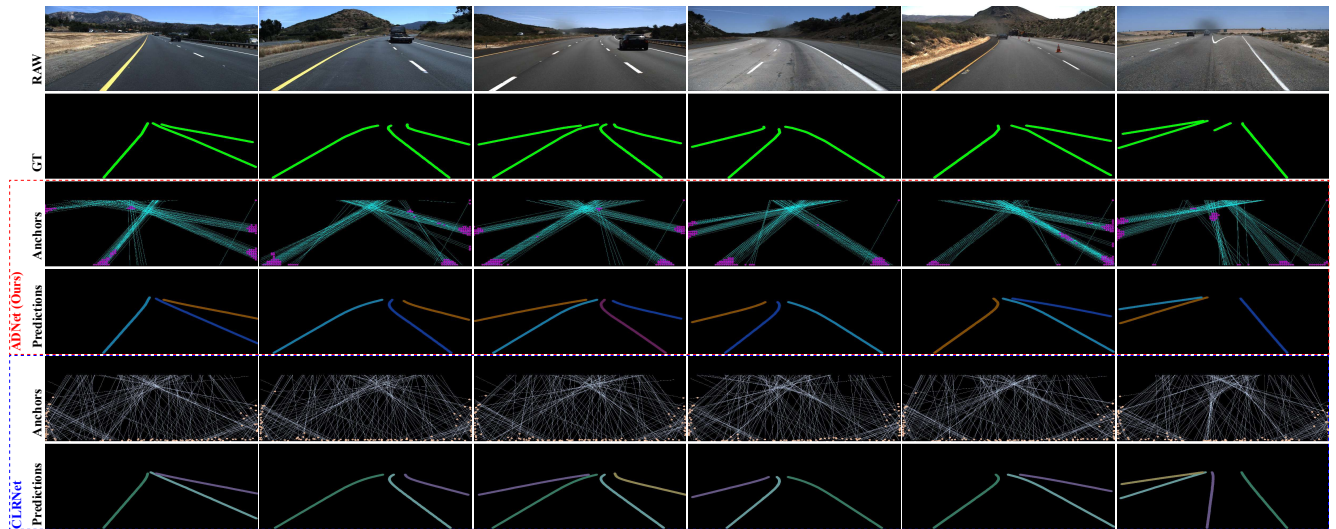 RAW
GT
ADNet (Ours)
Anchors
Predictions
CLRNet
Anchors
Predictions